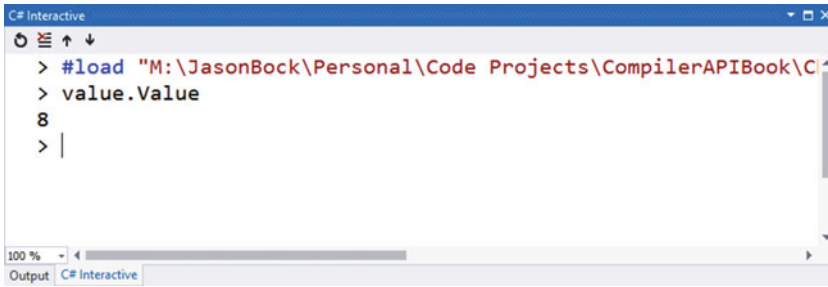 C# Interactive
> #load "M:\JasonBock\Personal\Code Projects\CompilerAPIBook\C
> value.Value
8
>
100 %
Output C# Interactive